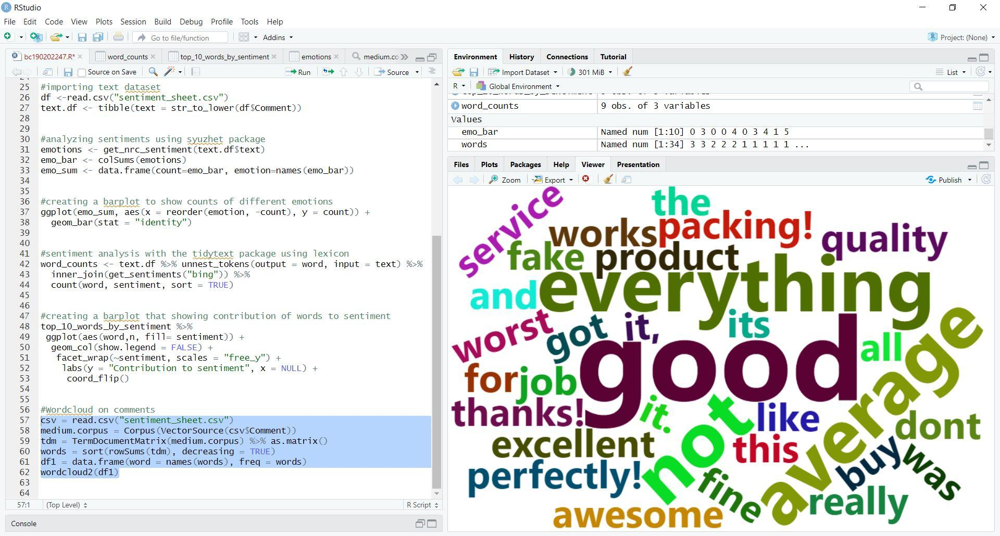 RStudio
File Edit Code View Plots Session Build Debug Profile Tools Help
Go to file/function Addins Project: (None)
bc190202247.R* word_counts top_10_words_by_sentiment emotions medium.co
Source on Save Run Source
25 #importing text dataset
26 df <-read.csv("sentiment_sheet.csv")
27 text.df <- tibble(text = str_to_lower(df$Comment))
28
29
30 #analyzing sentiments using syuzhet package
31 emotions <- get_nrc_sentiment(text.df$text)
32 emo_bar <- colSums(emotions)
33 emo_sum <- data.frame(count=emo_bar, emotion=names(emo_bar))
34
35
36 #creating a barplot to show counts of different emotions
37 ggplot(emo_sum, aes(x = reorder(emotion, -count), y = count)) +
38 geom_bar(stat = "identity")
39
40
41 #sentiment analysis with the tidytext package using lexicon
42 word_counts <- text.df %>% unnest_tokens(output = word, input = text) %>%
43 inner_join(get_sentiments("bing")) %>%
44 count(word, sentiment, sort = TRUE)
45
46
47 #creating a barplot that showing contribution of words to sentiment
48 top_10_words_by_sentiment %>%
49 ggplot(aes(word,n, fill= sentiment)) +
50 geom_col(show.legend = FALSE) +
51 facet_wrap(~sentiment, scales = "free_y") +
52 labs(y = "Contribution to sentiment", x = NULL) +
53 coord_flip()
54
55
56 #Wordcloud on comments
57 csv = read.csv("sentiment_sheet.csv")
58 medium.corpus = Corpus(VectorSource(csv$Comment))
59 tdm = TermDocumentMatrix(medium.corpus) %>% as.matrix()
60 words = sort(rowSums(tdm), decreasing = TRUE)
61 df1 = data.frame(word = names(words), freq = words)
62 wordcloud2(df1)
63
64
57:1 (Top Level) R Script
Console
Environment History Connections Tutorial
Import Dataset 301 MiB List
R Global Environment
word_counts 9 obs. of 3 variables
Values
emo_bar Named num [1:10] 0 3 0 0 4 0 3 4 1 5
words Named num [1:34] 3 3 2 2 2 1 1 1 1 1 ...
Files Plots Packages Help Viewer Presentation
Zoom Export Publish
service
the
works
packing!
quality
fake
product
and
everything
worst
got
it,
its
good
all
average
for
job
thanks!
it.
not
like
dont
excellent
this
buy
was
perfectly!
fine
really
awesome